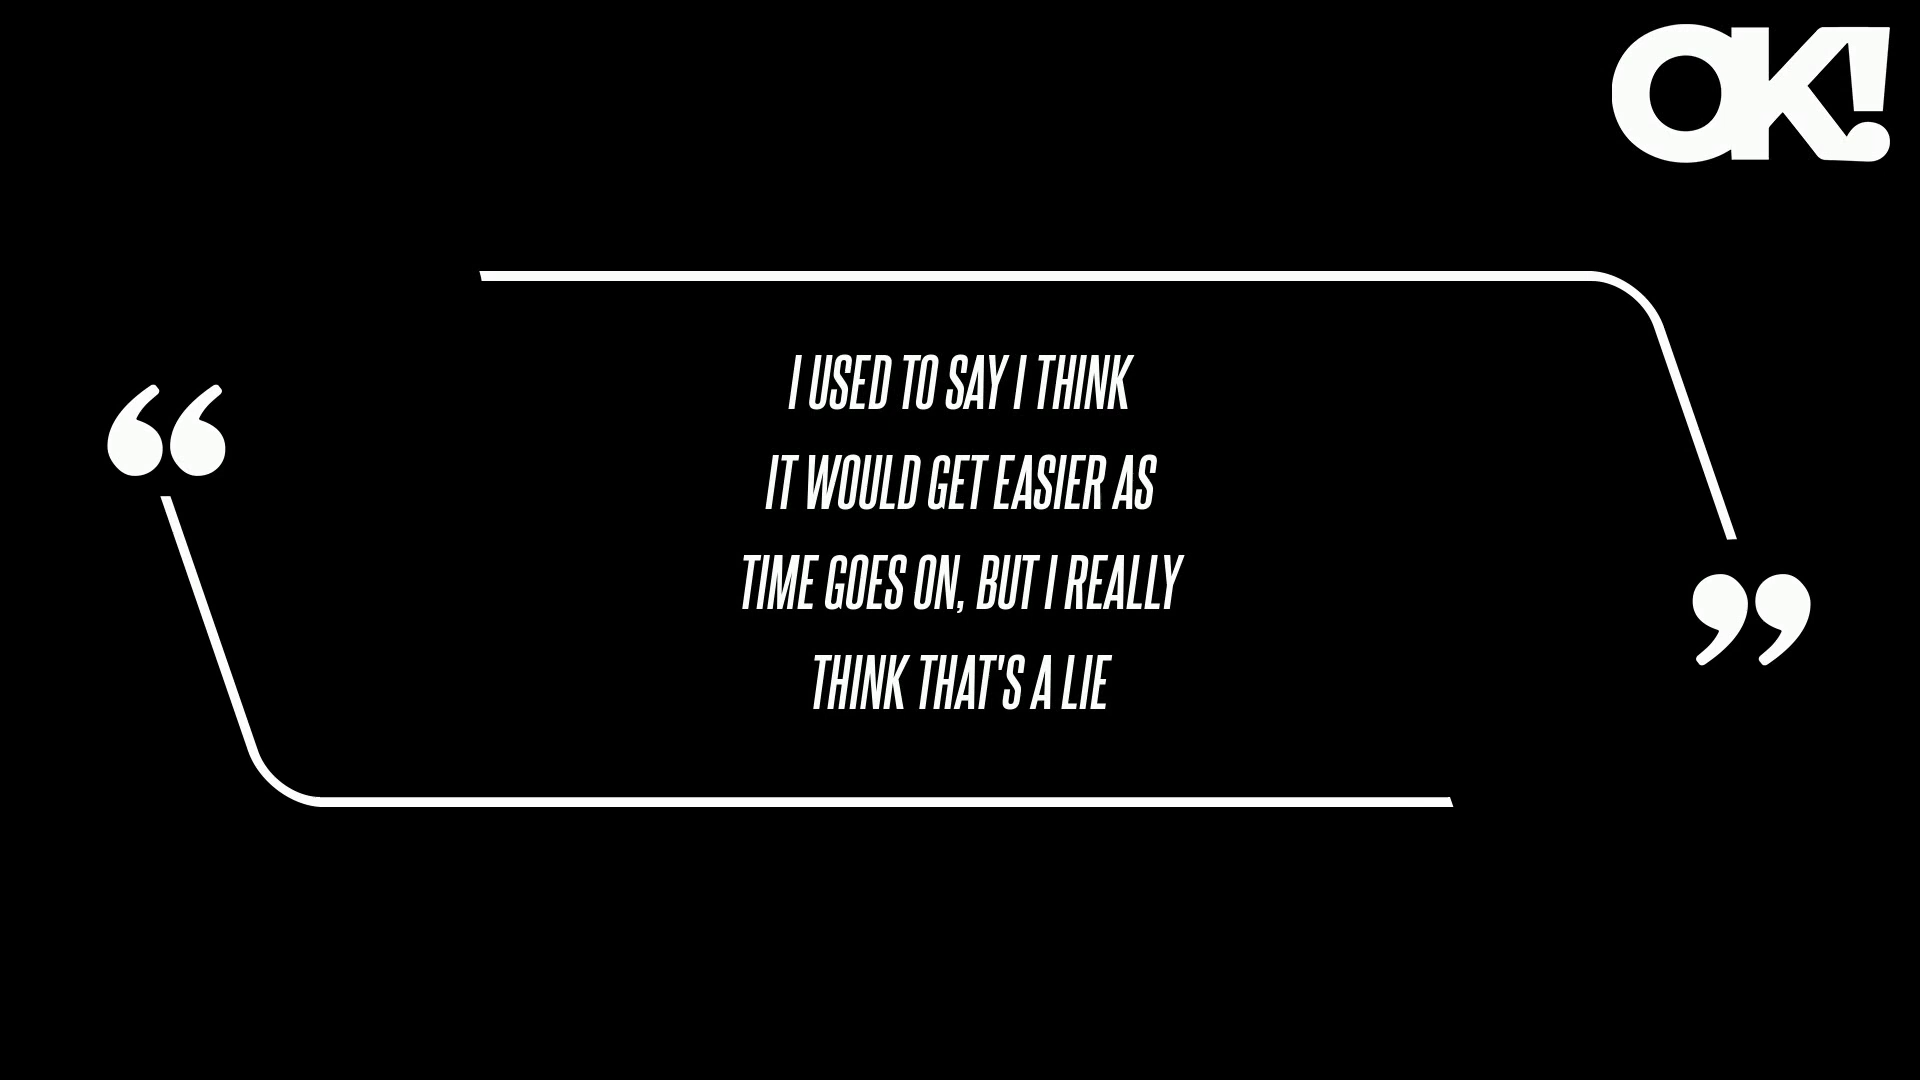 OK!
“
I USED TO SAY I THINK
IT WOULD GET EASIER AS
TIME GOES ON, BUT I REALLY
THINK THAT'S A LIE
”